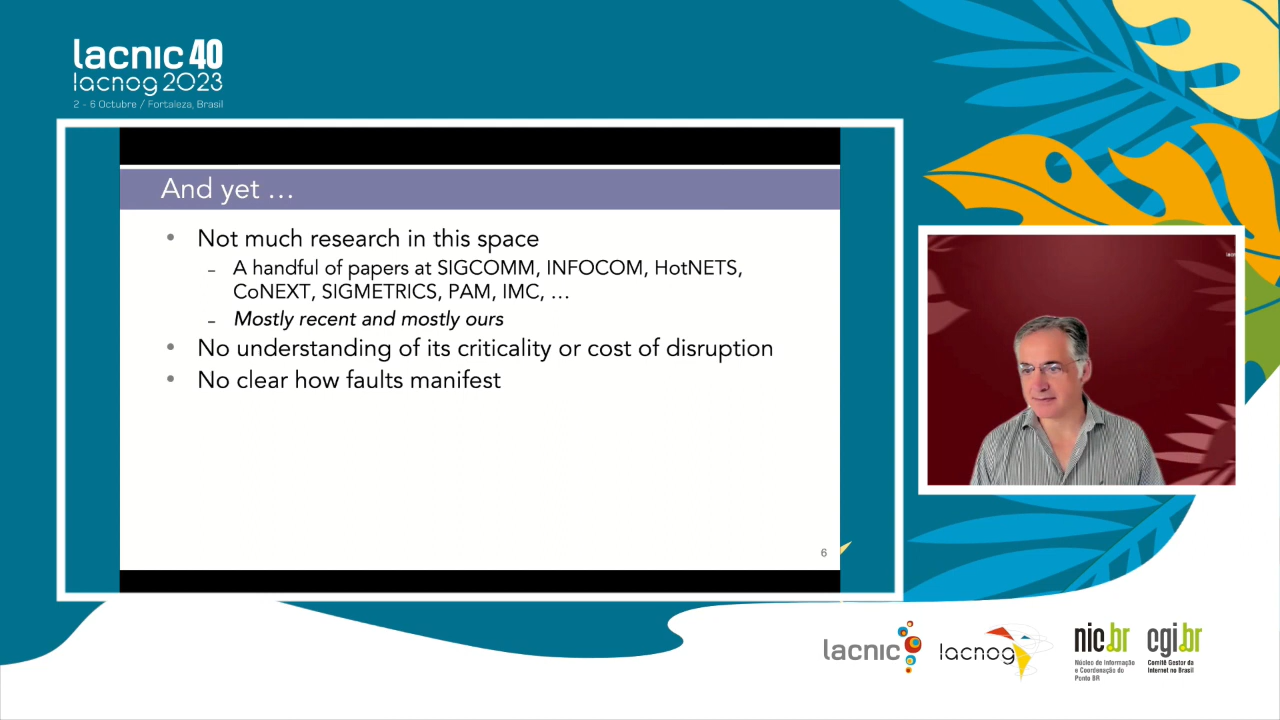 lacnic 40
lacnog 2023
2 - 6 Octubre / Fortaleza, Brasil
And yet …
• Not much research in this space
– A handful of papers at SIGCOMM, INFOCOM, HotNETS,
CoNEXT, SIGMETRICS, PAM, IMC, …
– Mostly recent and mostly ours
• No understanding of its criticality or cost of disruption
• No clear how faults manifest
6
lacnic
lacnog
nic.br
Núcleo de Informação
e Coordenação do
Ponto BR
cgi.br
Comitê Gestor da
Internet no Brasil